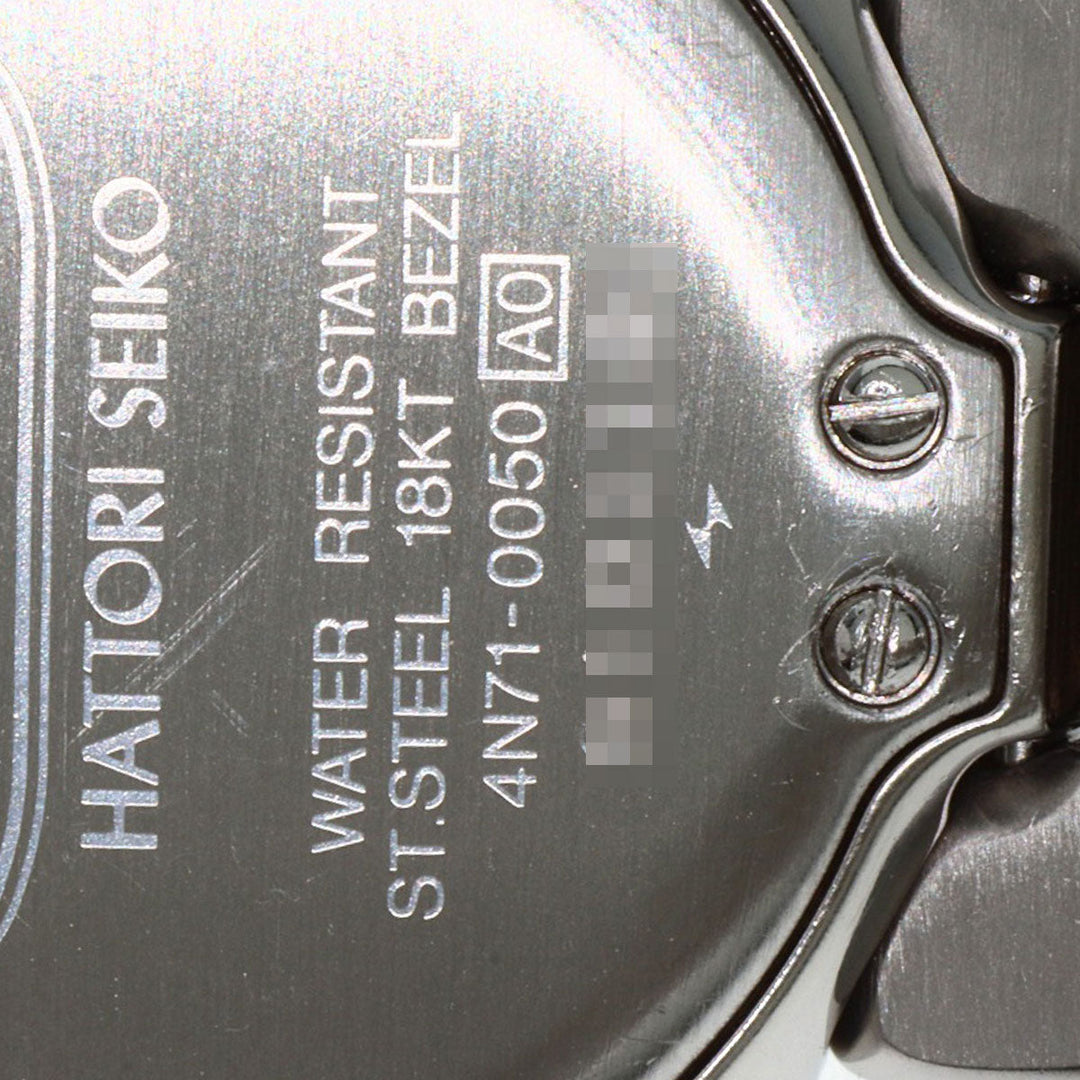 HATTORI SEIKO
WATER RESISTANT
ST.STEEL 18KT BEZEL
4N71-0050 A0